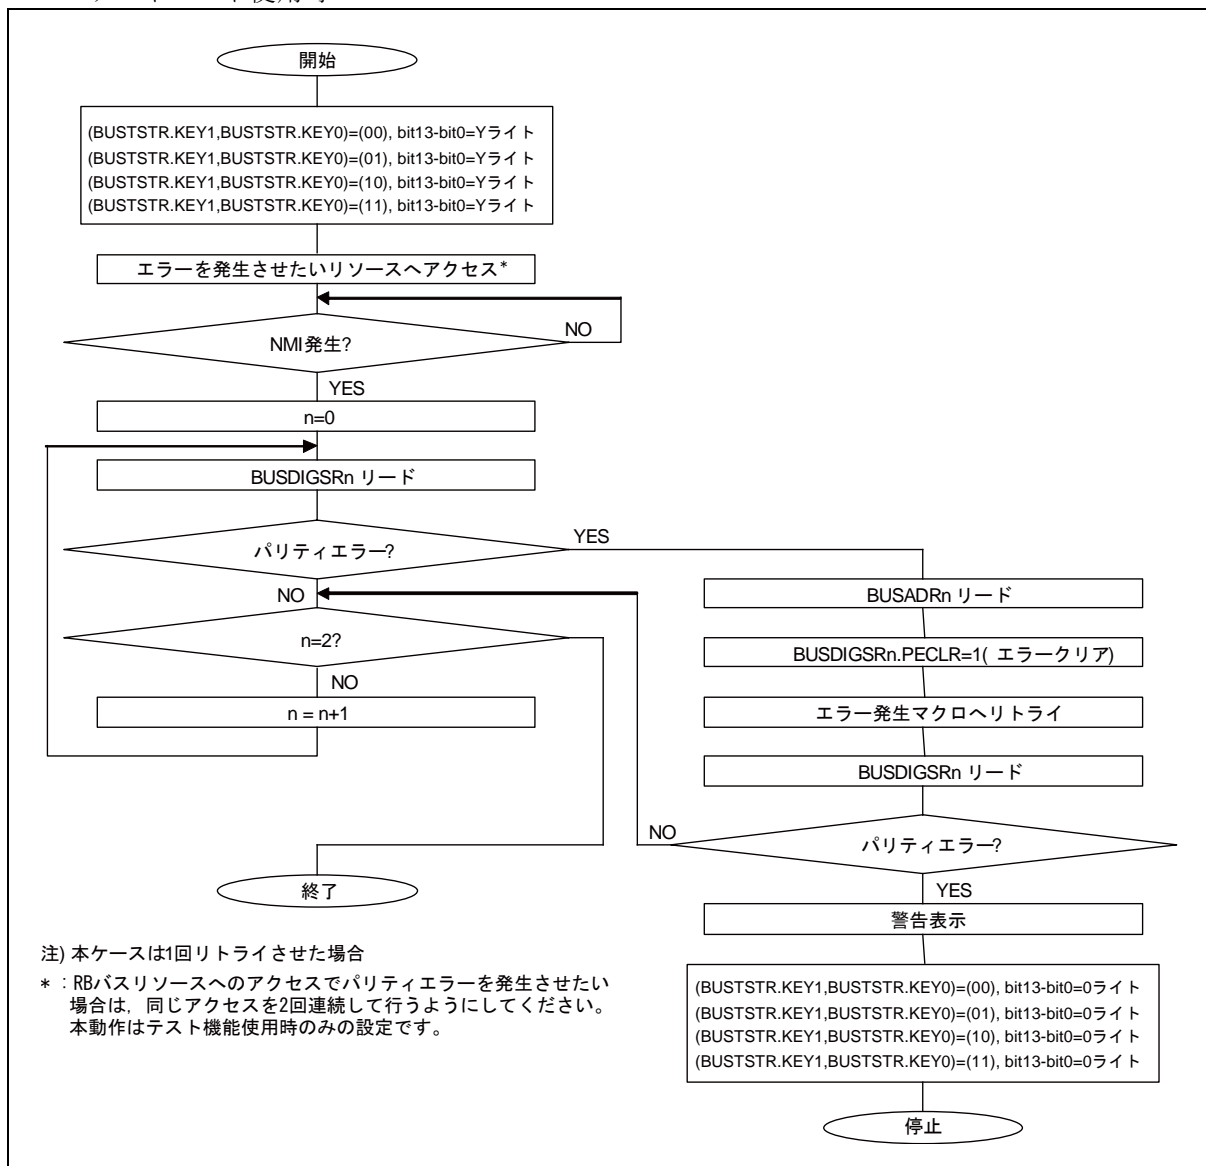 開始
(BUSTSTR.KEY1,BUSTSTR.KEY0)=(00), bit13-bit0=Yライト
(BUSTSTR.KEY1,BUSTSTR.KEY0)=(01), bit13-bit0=Yライト
(BUSTSTR.KEY1,BUSTSTR.KEY0)=(10), bit13-bit0=Yライト
(BUSTSTR.KEY1,BUSTSTR.KEY0)=(11), bit13-bit0=Yライト
エラーを発生させたいリソースへアクセス*
NO
NMI発生?
YES
n=0
BUSDIGSRn リード
YES
パリティエラー?
NO
n=2?
NO
n = n+1
終了
BUSADRn リード
BUSDIGSRn.PECLR=1( エラークリア)
エラー発生マクロへリトライ
BUSDIGSRn リード
NO
パリティエラー?
YES
警告表示
(BUSTSTR.KEY1,BUSTSTR.KEY0)=(00), bit13-bit0=0ライト
(BUSTSTR.KEY1,BUSTSTR.KEY0)=(01), bit13-bit0=0ライト
(BUSTSTR.KEY1,BUSTSTR.KEY0)=(10), bit13-bit0=0ライト
(BUSTSTR.KEY1,BUSTSTR.KEY0)=(11), bit13-bit0=0ライト
停止
注) 本ケースは1回リトライさせた場合
* : RBバスリソースへのアクセスでパリティエラーを発生させたい
場合は, 同じアクセスを2回連続して行うようにしてください。
本動作はテスト機能使用時のみの設定です。